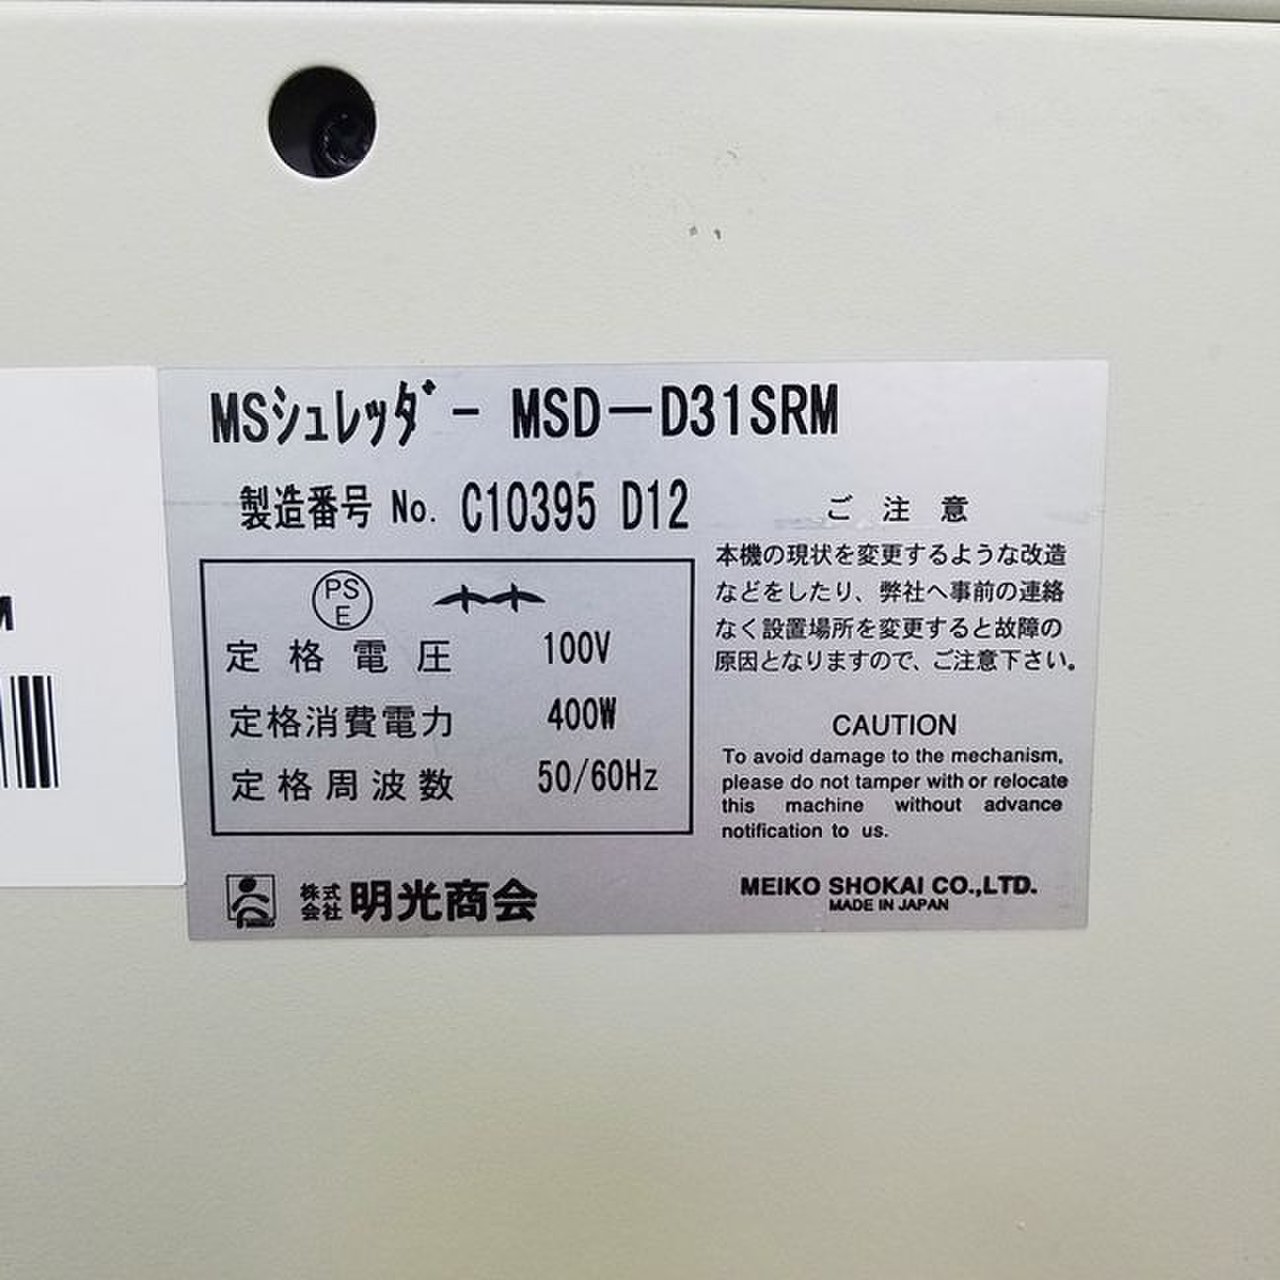 MSシュレッダ゛ー MSD－D31SRM
製造番号 No. C10395 D12
PS
E
定格電圧 100V
定格消費電力 400W
定格周波数 50/60Hz
ご注意
本機の現状を変更するような改造
などをしたり、弊社へ事前の連絡
なく設置場所を変更すると故障の
原因となりますので、ご注意下さい。
CAUTION
To avoid damage to the mechanism,
please do not tamper with or relocate
this machine without advance
notification to us.
株式
会社 明光商会
MEIKO SHOKAI CO.,LTD.
MADE IN JAPAN
M